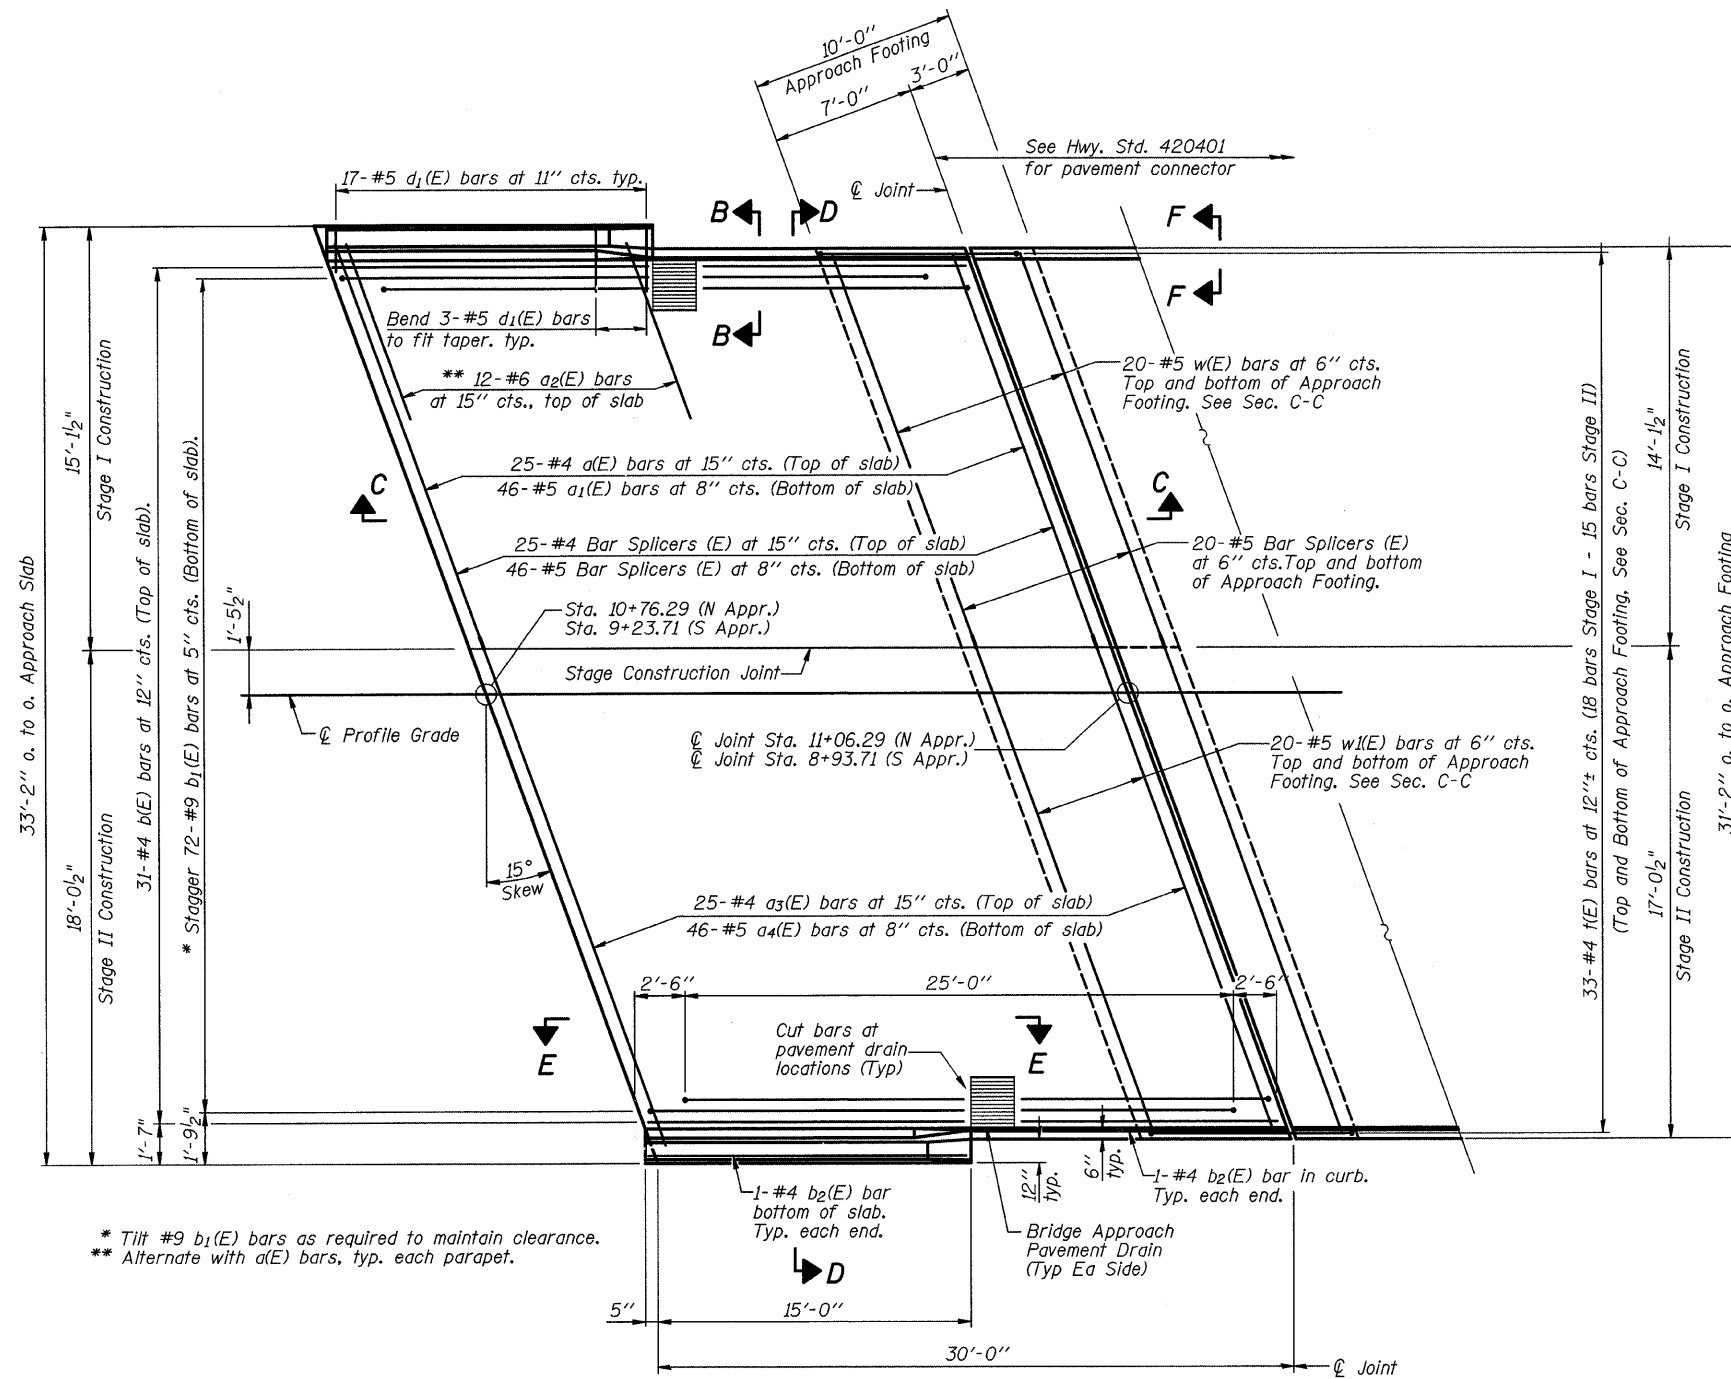 10'-0"
Approach Footing
3'-0"
7'-0"
See Hwy. Std. 420401
for pavement connector
17-#5 d1(E) bars at 11" cts. typ.
℄ Joint
B
D
F
F
B
Bend 3-#5 d1(E) bars
to fit taper. typ.
** 12-#6 a2(E) bars
at 15" cts., top of slab
20-#5 w(E) bars at 6" cts.
Top and bottom of Approach
Footing. See Sec. C-C
25-#4 a(E) bars at 15" cts. (Top of slab)
46-#5 a1(E) bars at 8" cts. (Bottom of slab)
C
C
25-#4 Bar Splicers (E) at 15" cts. (Top of slab)
46-#5 Bar Splicers (E) at 8" cts. (Bottom of slab)
20-#5 Bar Splicers (E)
at 6" cts.Top and bottom
of Approach Footing.
Sta. 10+76.29 (N Appr.)
Sta. 9+23.71 (S Appr.)
Stage Construction Joint
℄ Profile Grade
℄ Joint Sta. 11+06.29 (N Appr.)
℄ Joint Sta. 8+93.71 (S Appr.)
20-#5 w1(E) bars at 6" cts.
Top and bottom of Approach
Footing. See Sec. C-C
15°
Skew
25-#4 a3(E) bars at 15" cts. (Top of slab)
46-#5 a4(E) bars at 8" cts. (Bottom of slab)
2'-6"
25'-0"
2'-6"
E
E
Cut bars at
pavement drain
locations (Typ)
33'-2" o. to o. Approach Slab
15'-1½"
Stage I Construction
18'-0½"
Stage II Construction
31-#4 b(E) bars at 12" cts. (Top of slab).
* Stagger 72-#9 b1(E) bars at 5" cts. (Bottom of slab).
1'-5½"
1'-7"
1'-9½"
33-#4 t(E) bars at 12"± cts. (18 bars Stage I - 15 bars Stage II)
(Top and Bottom of Approach Footing, See Sec. C-C)
14'-1½"
Stage I Construction
17'-0½"
Stage II Construction
31'-2" o. to o. Approach Footing
1-#4 b2(E) bar
bottom of slab.
Typ. each end.
12"
typ.
6"
typ.
1-#4 b2(E) bar in curb.
Typ. each end.
Bridge Approach
Pavement Drain
(Typ Ea Side)
* Tilt #9 b1(E) bars as required to maintain clearance.
** Alternate with a(E) bars, typ. each parapet.
D
5"
15'-0"
30'-0"
℄ Joint